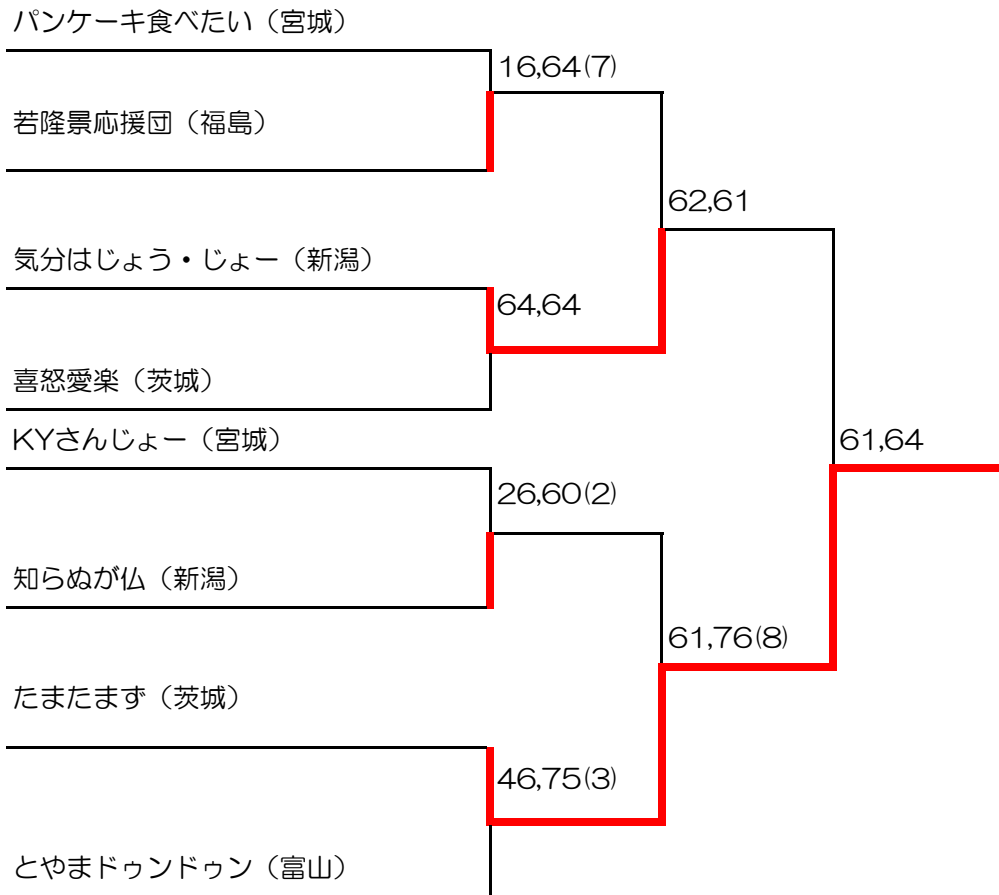 パンケーキ食べたい（宮城）
16,64(7)
若隆景応援団（福島）
62,61
気分はじょう・じょー（新潟）
64,64
喜怒愛楽（茨城）
KYさんじょー（宮城）
61,64
26,60(2)
知らぬが仏（新潟）
61,76(8)
たまたまず（茨城）
46,75(3)
とやまドゥンドゥン（富山）